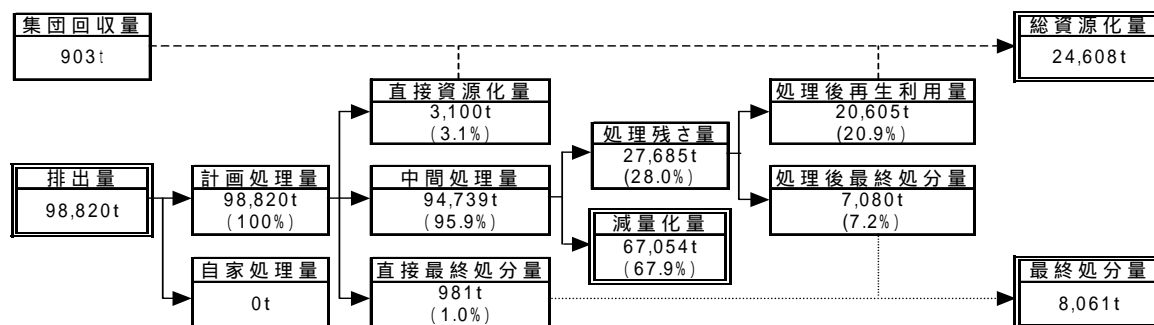 集団回収量
903t
総資源化量
24,608t
直接資源化量
3,100t
(3.1%)
処理後再生利用量
20,605t
(20.9%)
処理残さ量
27,685t
(28.0%)
排出量
98,820t
計画処理量
98,820t
(100%)
中間処理量
94,739t
(95.9%)
処理後最終処分量
7,080t
(7.2%)
減量化量
67,054t
(67.9%)
自家処理量
0t
直接最終処分量
981t
(1.0%)
最終処分量
8,061t